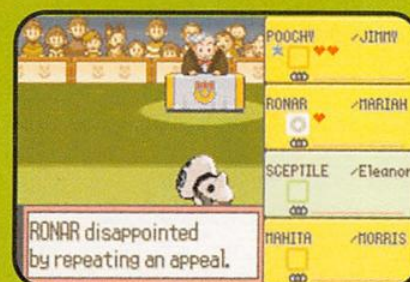 POOCHY /JIMMY
RONAR /MARIAH
SCEPTILE /Eleanor
MAHITA /MORRIS
RONAR disappointed
by repeating an appeal.